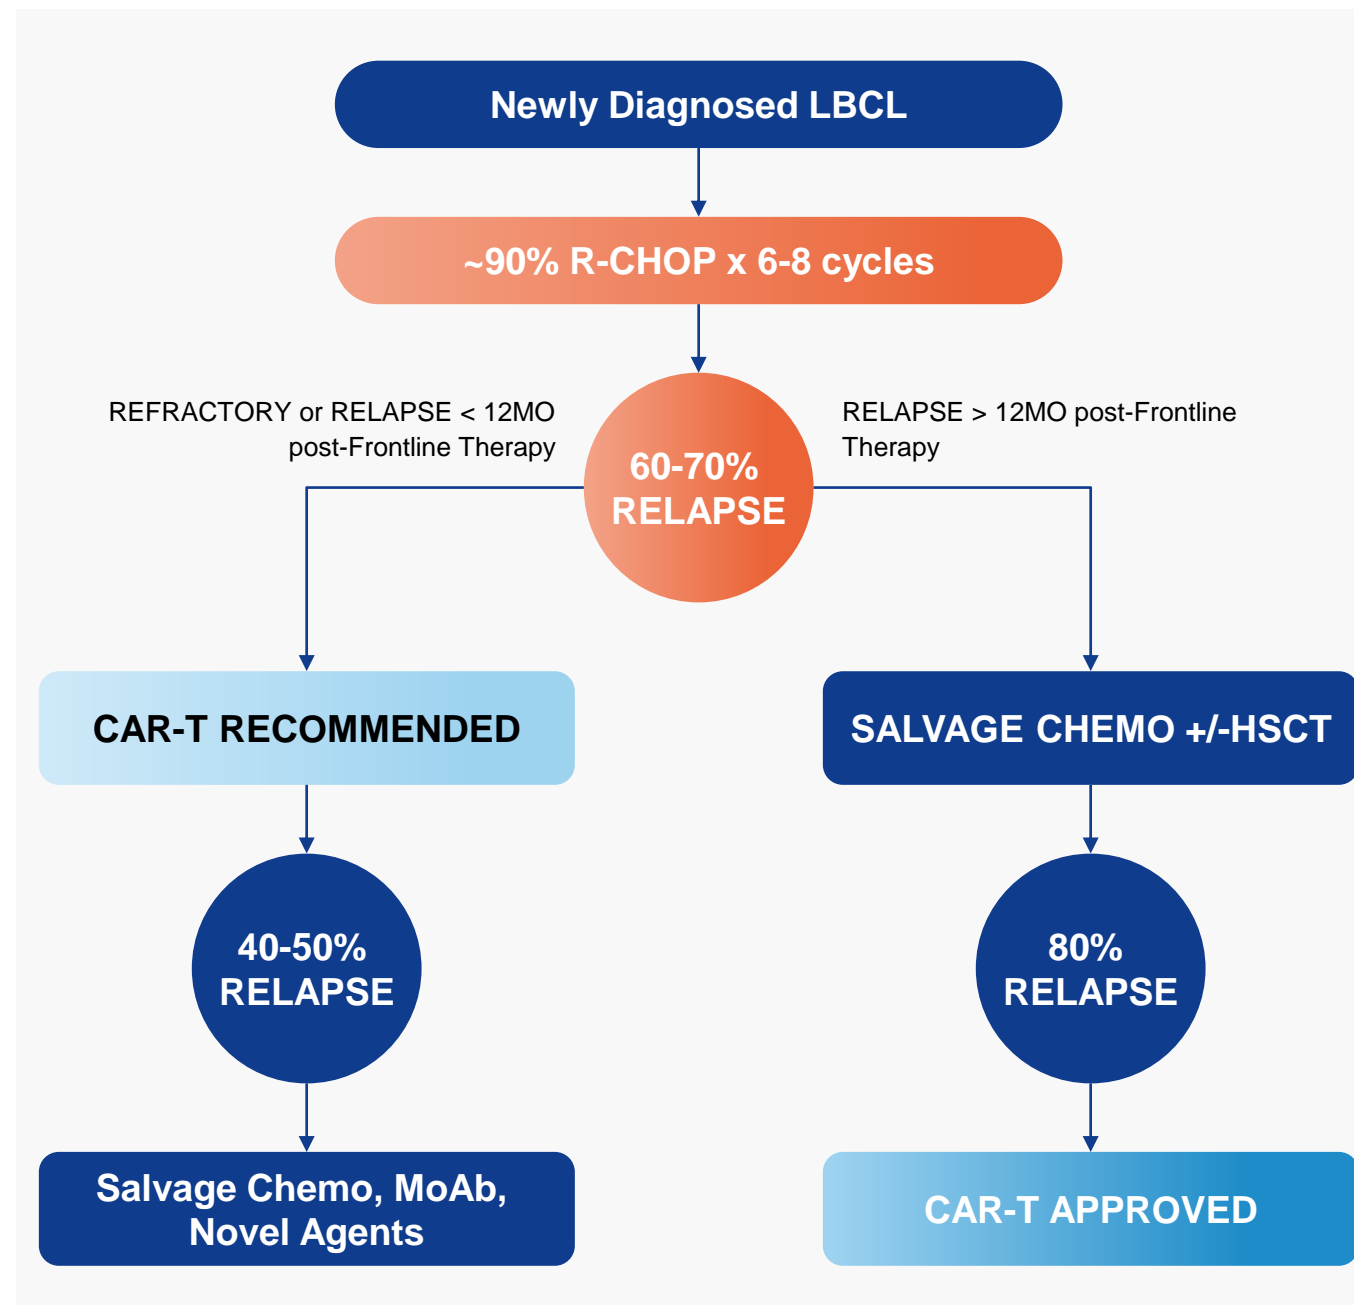 Newly Diagnosed LBCL
~90% R-CHOP x 6-8 cycles
REFRACTORY or RELAPSE < 12MO
post-Frontline Therapy
RELAPSE > 12MO post-Frontline
Therapy
60-70%
RELAPSE
CAR-T RECOMMENDED
SALVAGE CHEMO +/-HSCT
40-50%
RELAPSE
80%
RELAPSE
Salvage Chemo, MoAb,
Novel Agents
CAR-T APPROVED